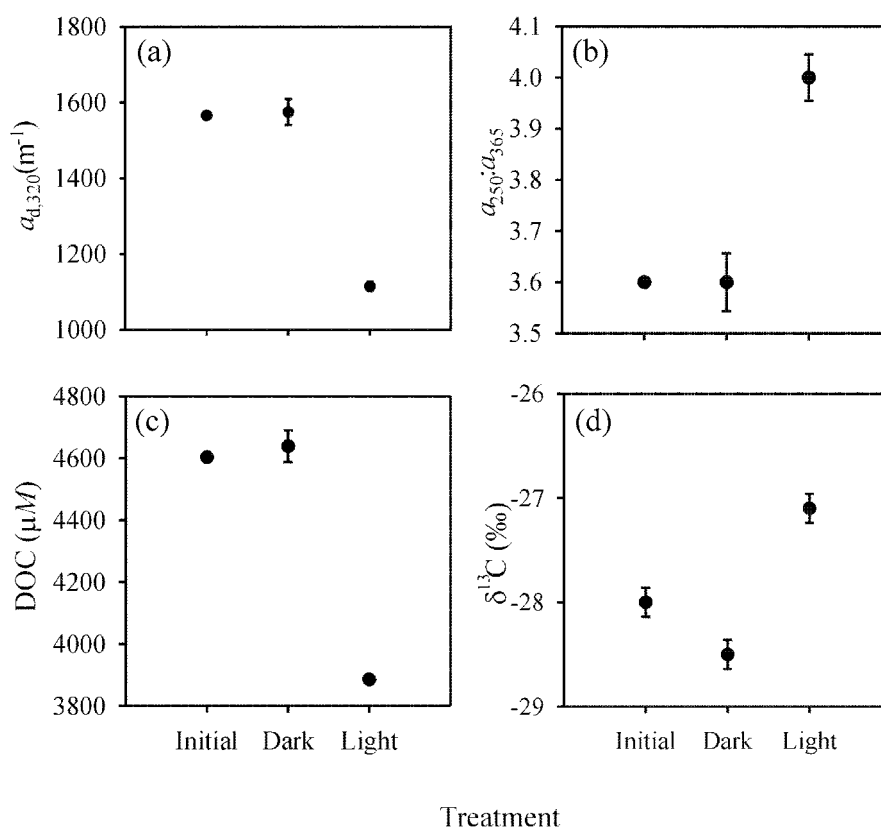 (a)
1800
1600
1400
1200
1000
a_d,320(m⁻¹)
(b)
4.0
3.9
3.8
3.7
3.6
3.5
a_250:a_365
(c)
4800
4600
4400
4200
4000
3800
DOC (µM)
Initial Dark Light
(d)
-26
-27
-28
-29
δ¹³C (‰)
Initial Dark Light
Treatment